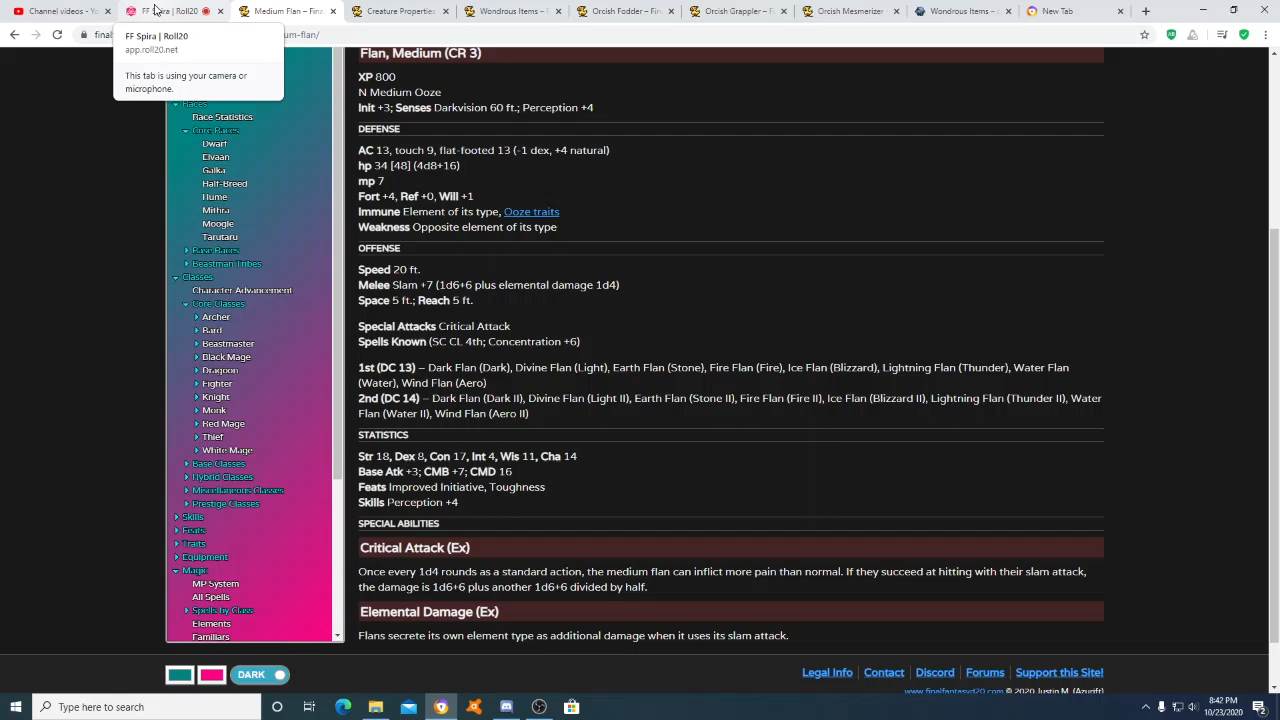 Channel videos - Y
FF Spira | Roll20
Medium Flan – Fina
Creature Properties
Wondrous Items –
Orcish Fodder – Fin
Orcish Grappler – F
Orcish Mesmerizer
Wondrous Items –
New Tab
um-flan/
FF Spira | Roll20
app.roll20.net
This tab is using your camera or
microphone.
Races
Race Statistics
Core Races
Dwarf
Elvaan
Galka
Half-Breed
Hume
Mithra
Moogle
Tarutaru
Base Races
Beastman Tribes
Classes
Character Advancement
Core Classes
Archer
Bard
Beastmaster
Black Mage
Dragoon
Fighter
Knight
Monk
Red Mage
Thief
White Mage
Base Classes
Hybrid Classes
Miscellaneous Classes
Prestige Classes
Skills
Feats
Traits
Equipment
Magic
MP System
All Spells
Spells by Class
Elements
Familiars
Flan, Medium (CR 3)
XP 800
N Medium Ooze
Init +3; Senses Darkvision 60 ft.; Perception +4
DEFENSE
AC 13, touch 9, flat-footed 13 (-1 dex, +4 natural)
hp 34 [48] (4d8+16)
mp 7
Fort +4, Ref +0, Will +1
Immune Element of its type, Ooze traits
Weakness Opposite element of its type
OFFENSE
Speed 20 ft.
Melee Slam +7 (1d6+6 plus elemental damage 1d4)
Space 5 ft.; Reach 5 ft.
Special Attacks Critical Attack
Spells Known (SC CL 4th; Concentration +6)
1st (DC 13) – Dark Flan (Dark), Divine Flan (Light), Earth Flan (Stone), Fire Flan (Fire), Ice Flan (Blizzard), Lightning Flan (Thunder), Water Flan
(Water), Wind Flan (Aero)
2nd (DC 14) – Dark Flan (Dark II), Divine Flan (Light II), Earth Flan (Stone II), Fire Flan (Fire II), Ice Flan (Blizzard II), Lightning Flan (Thunder II), Water
Flan (Water II), Wind Flan (Aero II)
STATISTICS
Str 18, Dex 8, Con 17, Int 4, Wis 11, Cha 14
Base Atk +3; CMB +7; CMD 16
Feats Improved Initiative, Toughness
Skills Perception +4
SPECIAL ABILITIES
Critical Attack (Ex)
Once every 1d4 rounds as a standard action, the medium flan can inflict more pain than normal. If they succeed at hitting with their slam attack,
the damage is 1d6+6 plus another 1d6+6 divided by half.
Elemental Damage (Ex)
Flans secrete its own element type as additional damage when it uses its slam attack.
DARK
Legal Info
Contact
Discord
Forums
Support this Site!
www.finalfantasyd20.com © 2020 Justin M. (Azurift)
Type here to search
8:42 PM
10/23/2020
2